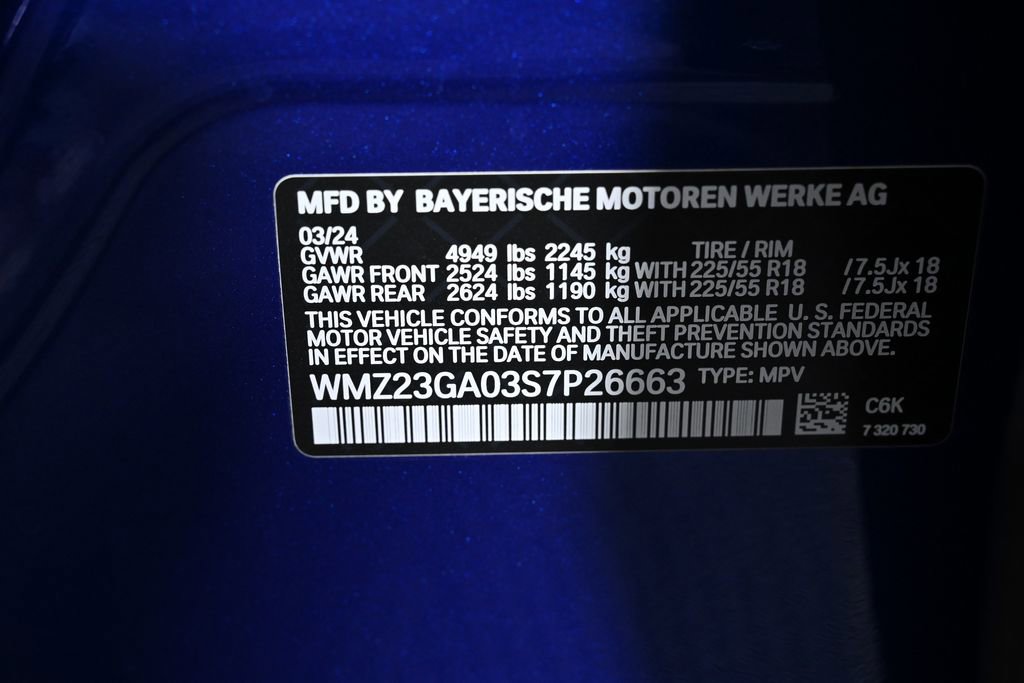 MFD BY BAYERISCHE MOTOREN WERKE AG
03/24
GVWR 4949 lbs 2245 kg TIRE / RIM
GAWR FRONT 2524 lbs 1145 kg WITH 225/55 R18 /7.5Jx 18
GAWR REAR 2624 lbs 1190 kg WITH 225/55 R18 /7.5Jx 18
THIS VEHICLE CONFORMS TO ALL APPLICABLE U. S. FEDERAL
MOTOR VEHICLE SAFETY AND THEFT PREVENTION STANDARDS
IN EFFECT ON THE DATE OF MANUFACTURE SHOWN ABOVE.
WMZ23GA03S7P26663 TYPE: MPV
C6K
7 320 730